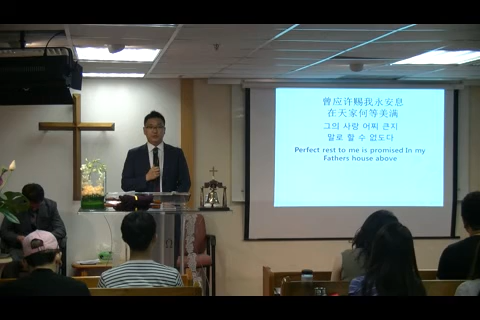 曾应许赐我永安息
在天家何等美满
그의 사랑 어찌 큰지
말로 할 수 없도다
Perfect rest to me is promised In my
Fathers house above